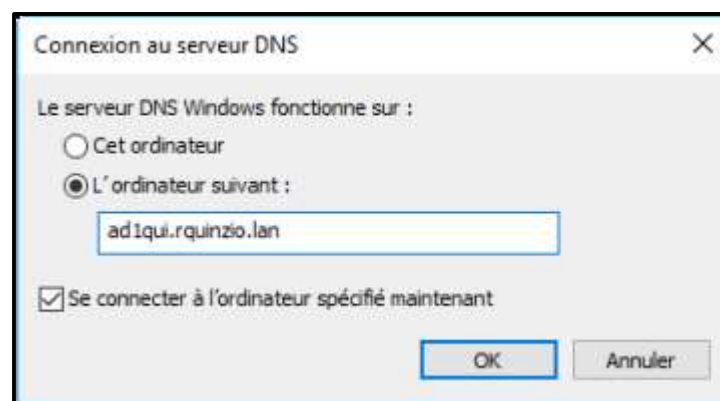 Connexion au serveur DNS
Le serveur DNS Windows fonctionne sur :
Cet ordinateur
L'ordinateur suivant :
ad1qui.rquinzio.lan
Se connecter à l'ordinateur spécifié maintenant
OK
Annuler